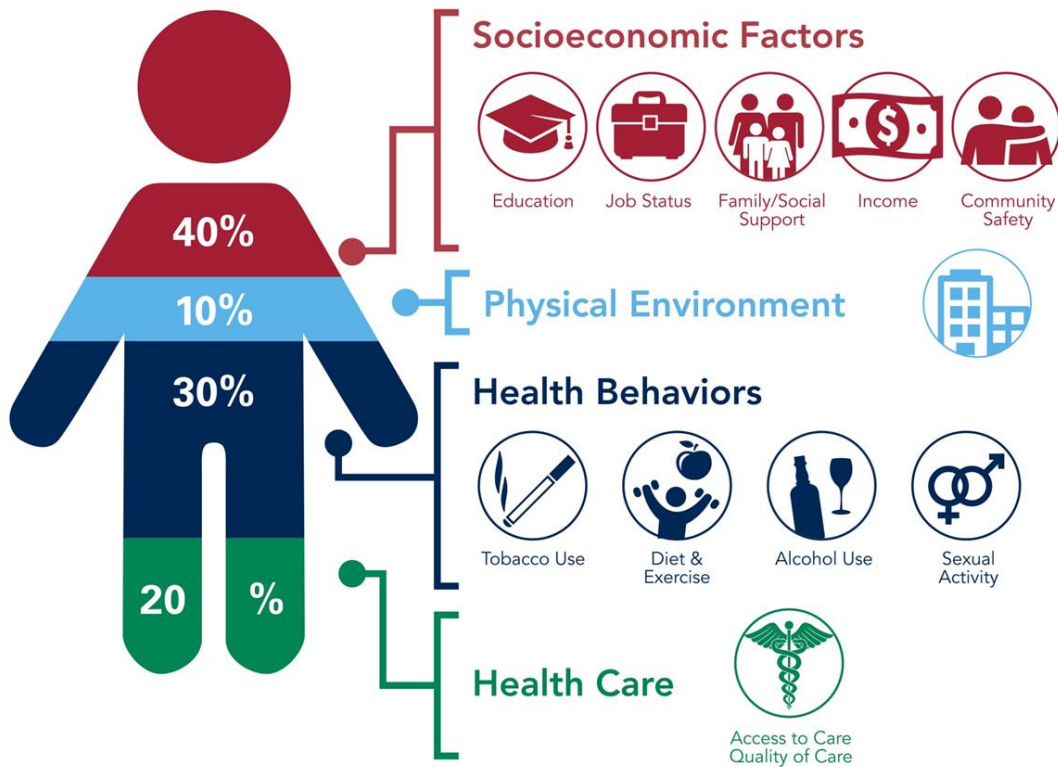 Socioeconomic Factors
Education
Job Status
Family/Social
Support
Income
Community
Safety
40%
10%
Physical Environment
30%
Health Behaviors
Tobacco Use
Diet &
Exercise
Alcohol Use
Sexual
Activity
20 %
Health Care
Access to Care
Quality of Care